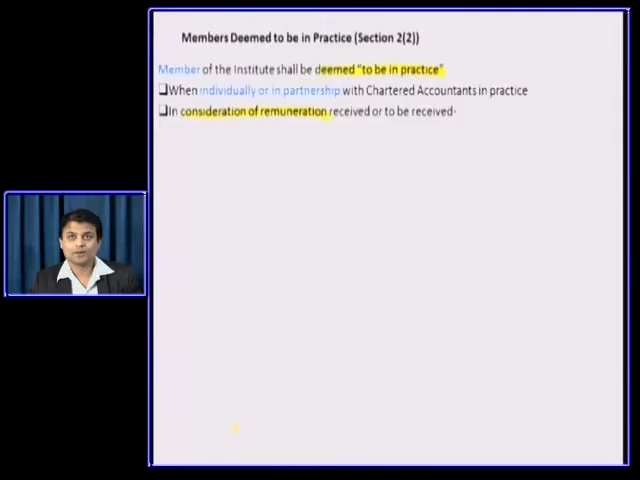 Members Deemed to be in Practice (Section 2(2))
Member of the Institute shall be deemed "to be in practice"
❑When individually or in partnership with Chartered Accountants in practice
❑In consideration of remuneration received or to be received·